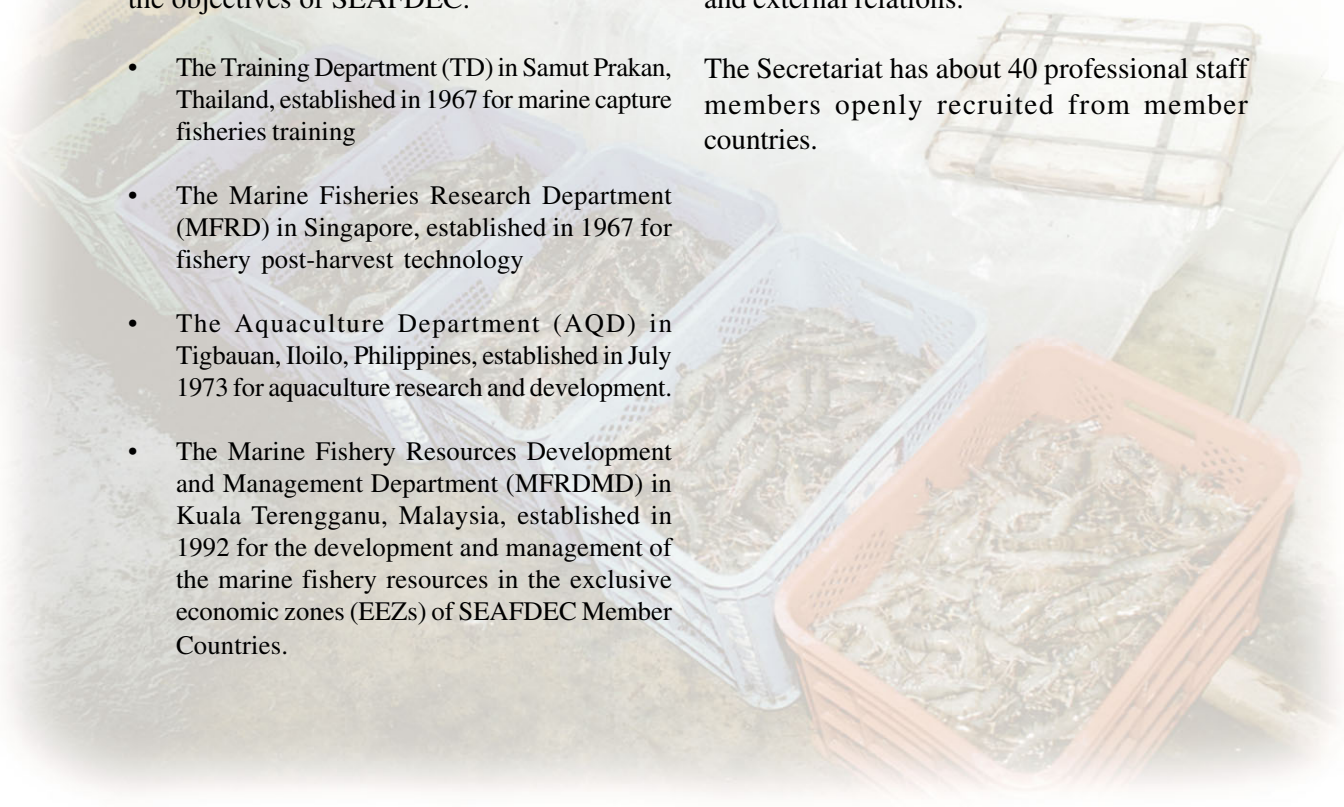 the objectives of SEAFDEC.
• The Training Department (TD) in Samut Prakan,
Thailand, established in 1967 for marine capture
fisheries training
• The Marine Fisheries Research Department
(MFRD) in Singapore, established in 1967 for
fishery post-harvest technology
• The Aquaculture Department (AQD) in
Tigbauan, Iloilo, Philippines, established in July
1973 for aquaculture research and development.
• The Marine Fishery Resources Development
and Management Department (MFRDMD) in
Kuala Terengganu, Malaysia, established in
1992 for the development and management of
the marine fishery resources in the exclusive
economic zones (EEZs) of SEAFDEC Member
Countries.
and external relations.
The Secretariat has about 40 professional staff
members openly recruited from member
countries.